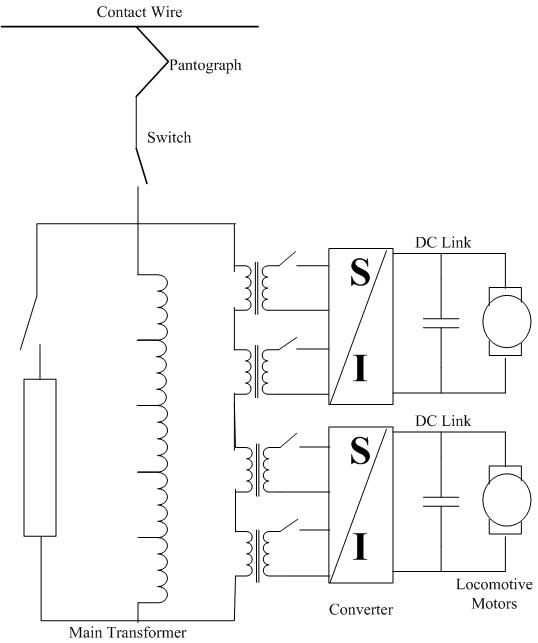 Contact Wire
Pantograph
Switch
DC Link
S
I
DC Link
S
I
Locomotive
Motors
Converter
Main Transformer